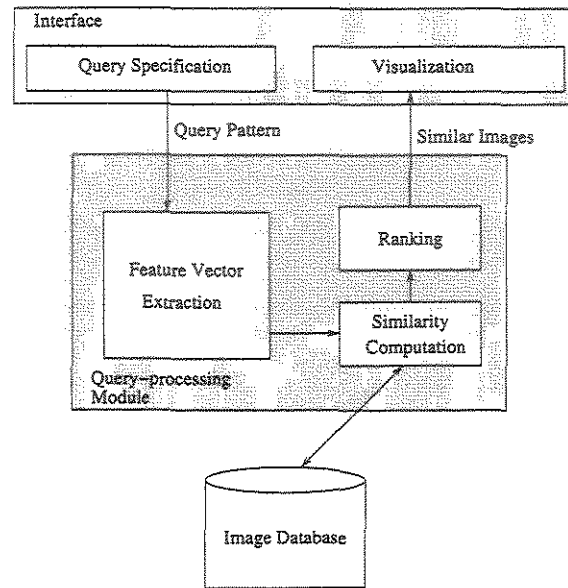 Interface
Query Specification
Visualization
Query Pattern
Similar Images
Feature Vector
Extraction
Ranking
Similarity
Computation
Query-processing
Module
Image Database